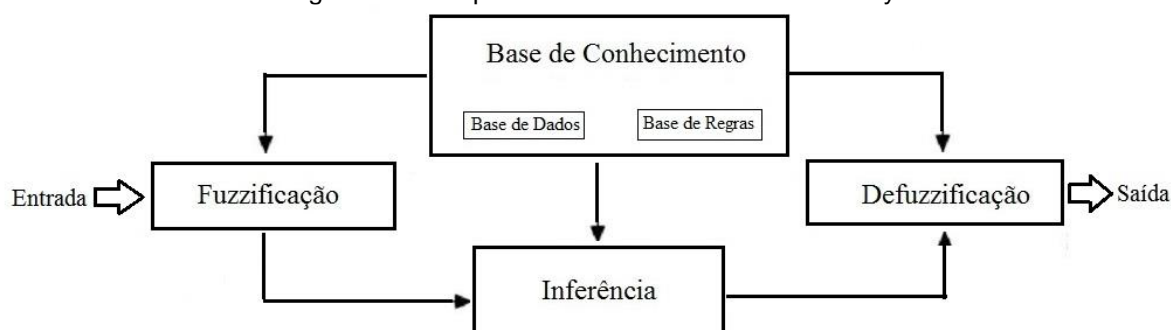 Base de Conhecimento
Base de Dados
Base de Regras
Entrada
Fuzzificação
Defuzzificação
Saída
Inferência